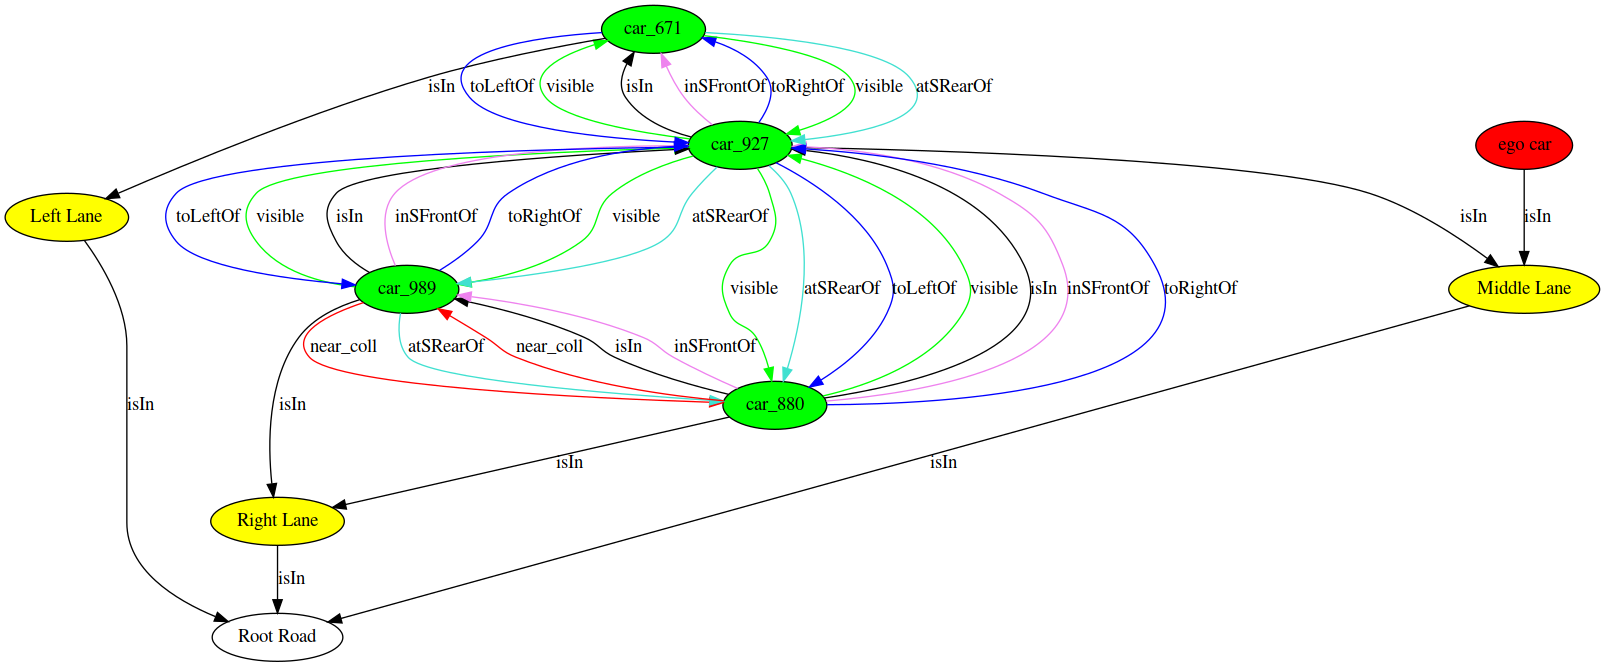 car_671
isIn toLeftOf visible isIn inSFrontOf toRightOf visible atSRearOf
car_927 ego car
Left Lane toLeftOf visible isIn inSFrontOf toRightOf visible atSRearOf isIn isIn
car_989 visible atSRearOf toLeftOf visible isIn inSFrontOf toRightOf Middle Lane
near_coll atSRearOf near_coll isIn inSFrontOf
isIn isIn car_880
isIn isIn
Right Lane
isIn
Root Road